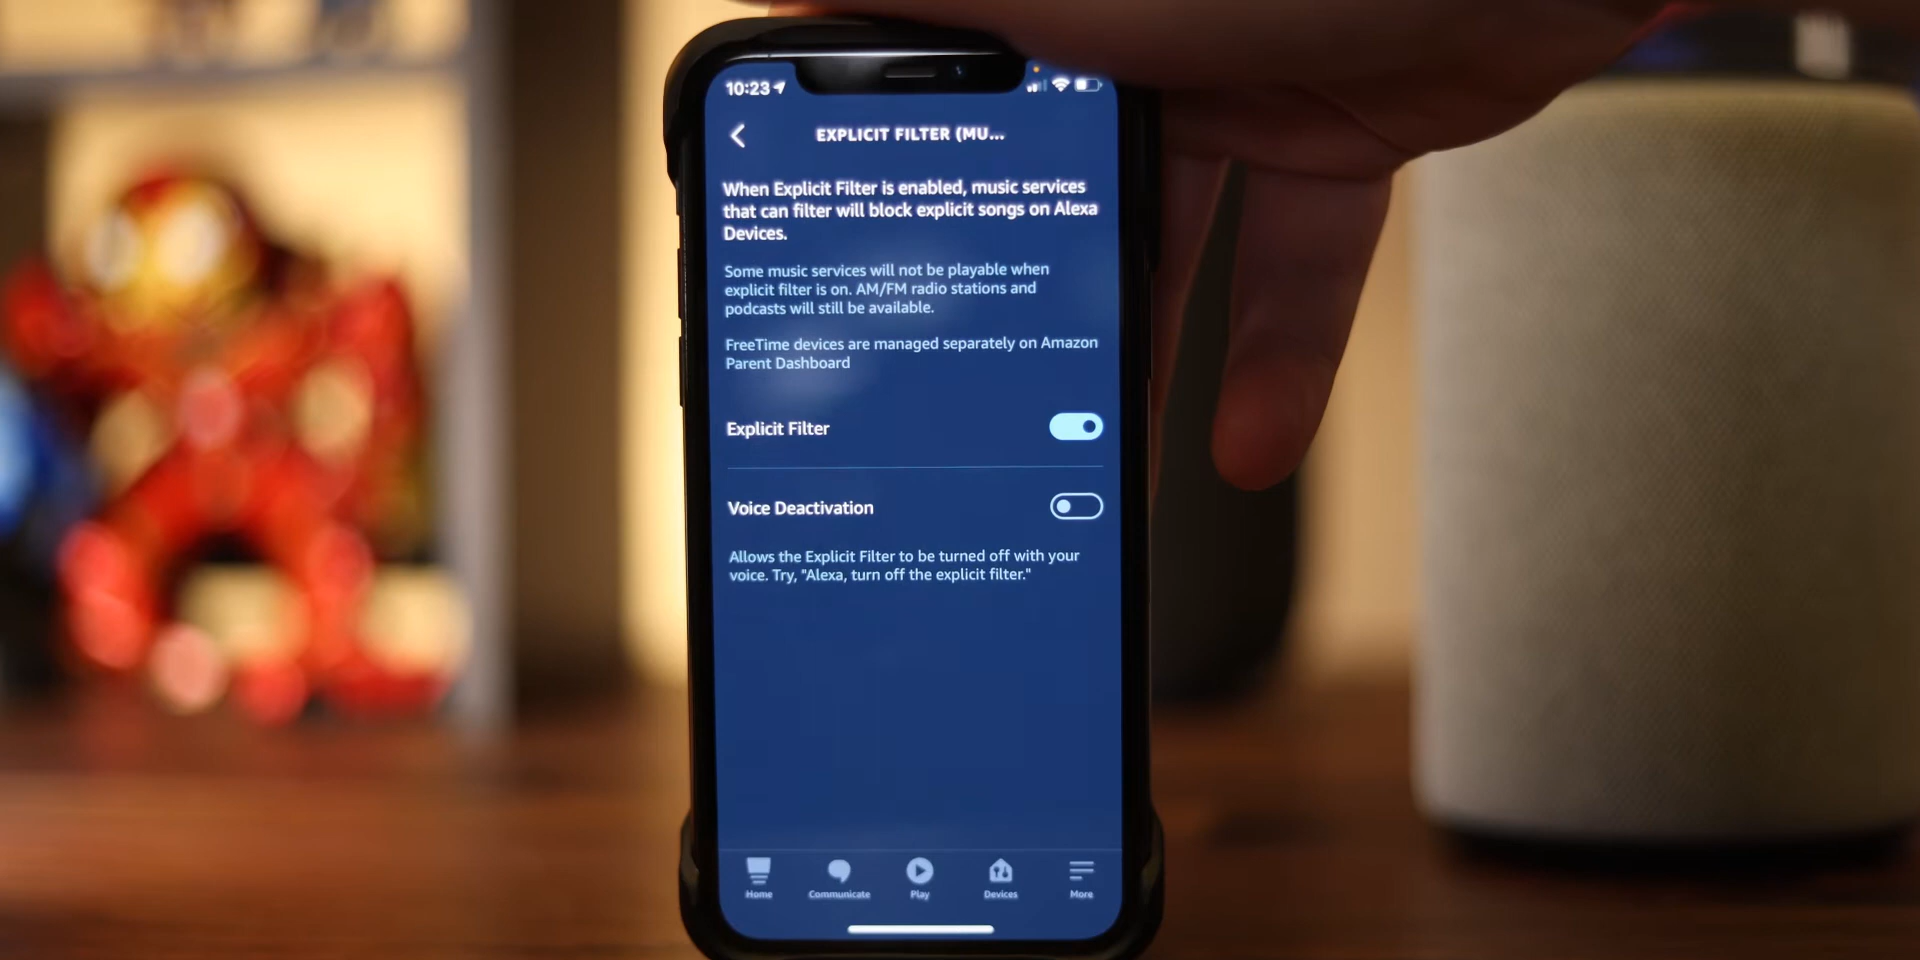 10:23
EXPLICIT FILTER (MU...
When Explicit Filter is enabled, music services
that can filter will block explicit songs on Alexa
Devices.
Some music services will not be playable when
explicit filter is on. AM/FM radio stations and
podcasts will still be available.
FreeTime devices are managed separately on Amazon
Parent Dashboard
Explicit Filter
Voice Deactivation
Allows the Explicit Filter to be turned off with your
voice. Try, "Alexa, turn off the explicit filter."
Home Communicate Play Devices More